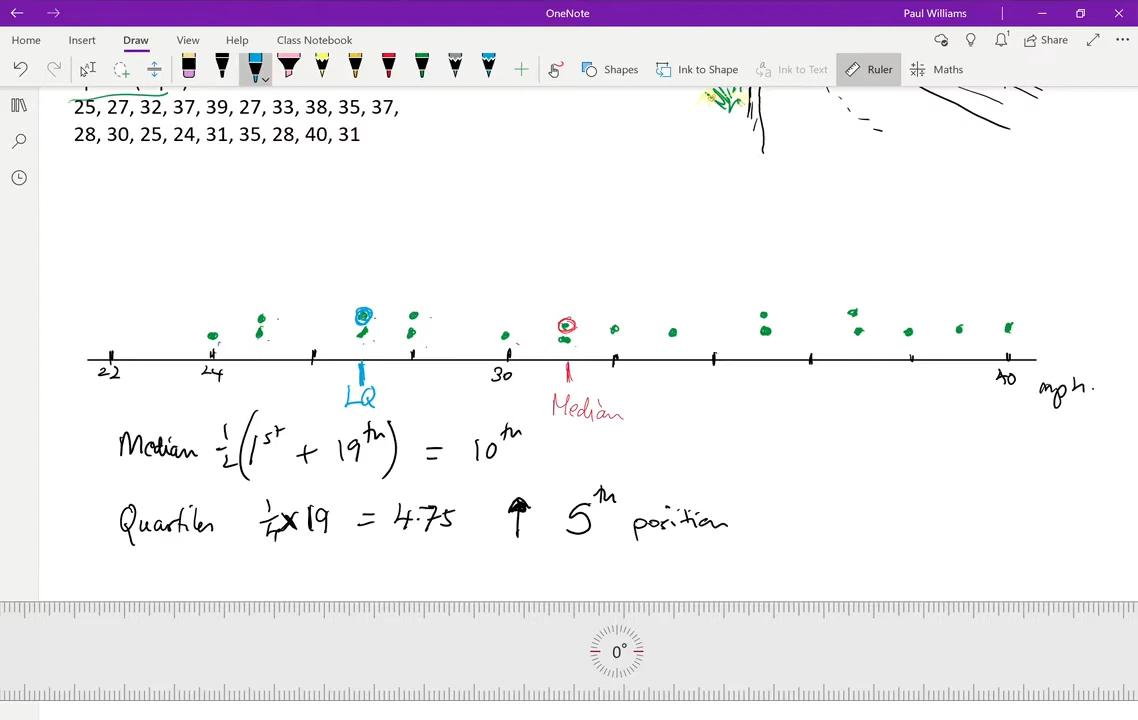 OneNote
Paul Williams
Home Insert Draw View Help Class Notebook
Share
Shapes Ink to Shape Ink to Text Ruler Maths
25, 27, 32, 37, 39, 27, 33, 38, 35, 37,
28, 30, 25, 24, 31, 35, 28, 40, 31
22 24 30 40 mph.
LQ
Median
Median 1/2 (1st + 19th) = 10th
Quartiles 1/4 × 19 = 4.75 ↑ 5th position
0°